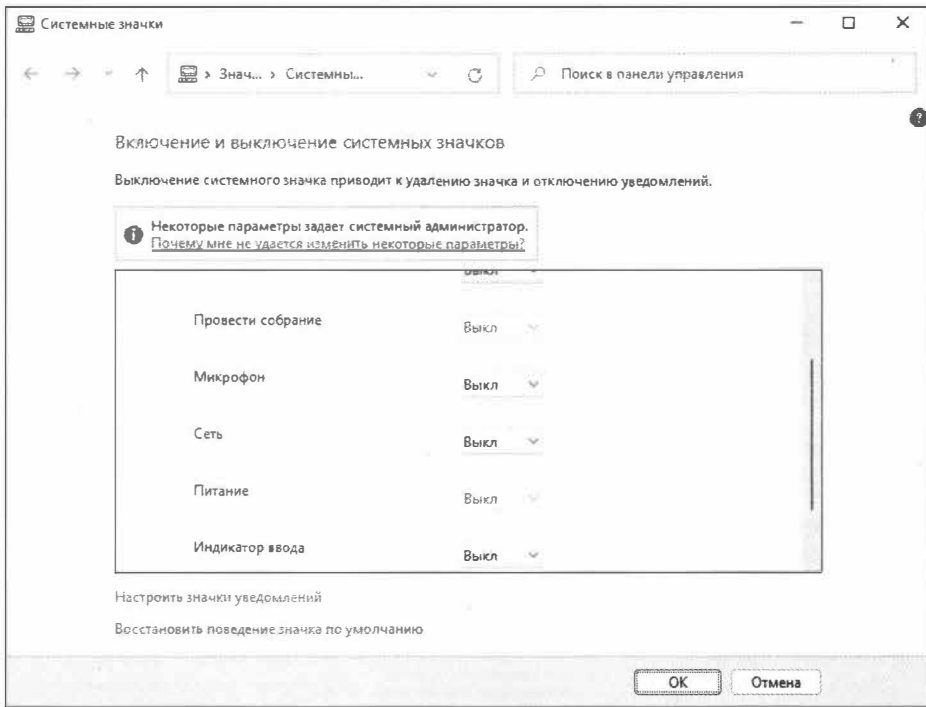 Системные значки
Знач... > Системны...
Поиск в панели управления
Включение и выключение системных значков
Выключение системного значка приводит к удалению значка и отключению уведомлений.
Некоторые параметры задает системный администратор.
Почему мне не удается изменить некоторые параметры?
Выкл
Провести собрание Выкл
Микрофон Выкл
Сеть Выкл
Питание Выкл
Индикатор ввода Выкл
Настроить значки уведомлений
Восстановить поведение значка по умолчанию
OK Отмена